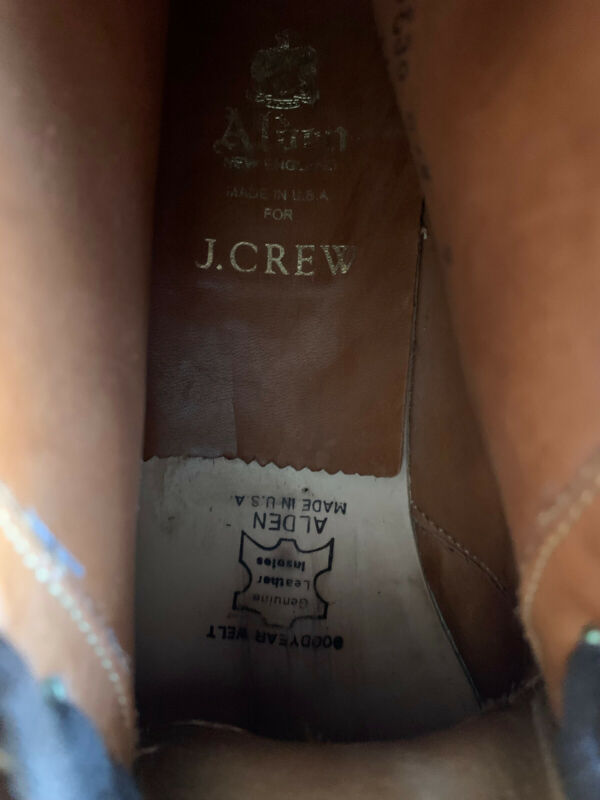 Alden
NEW ENGLAND
MADE IN U.S.A.
FOR
J.CREW
GOODYEAR WELT
Genuine
Leather
Insoles
ALDEN
MADE IN U.S.A